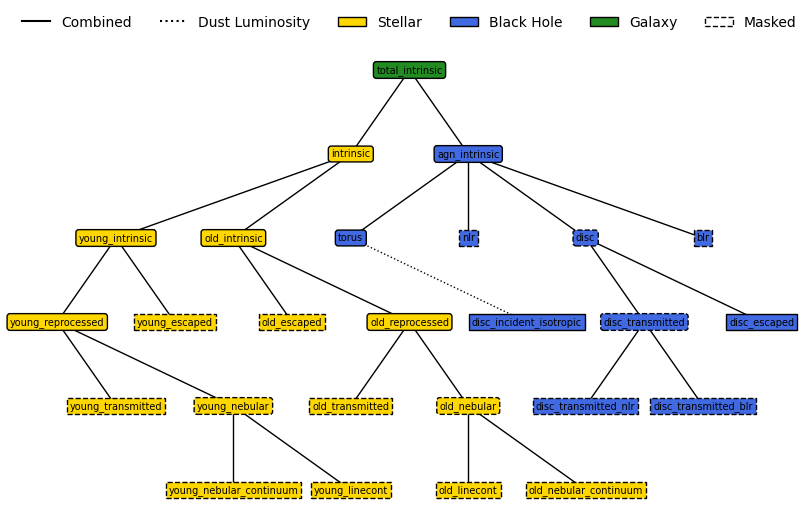 Combined Dust Luminosity Stellar Black Hole Galaxy Masked
total_intrinsic
intrinsic agn_intrinsic
young_intrinsic old_intrinsic torus nlr disc blr
young_reprocessed young_escaped old_escaped old_reprocessed disc_incident_isotropic disc_transmitted disc_escaped
young_transmitted young_nebular old_transmitted old_nebular disc_transmitted_nlr disc_transmitted_blr
young_nebular_continuum young_linecont old_linecont old_nebular_continuum